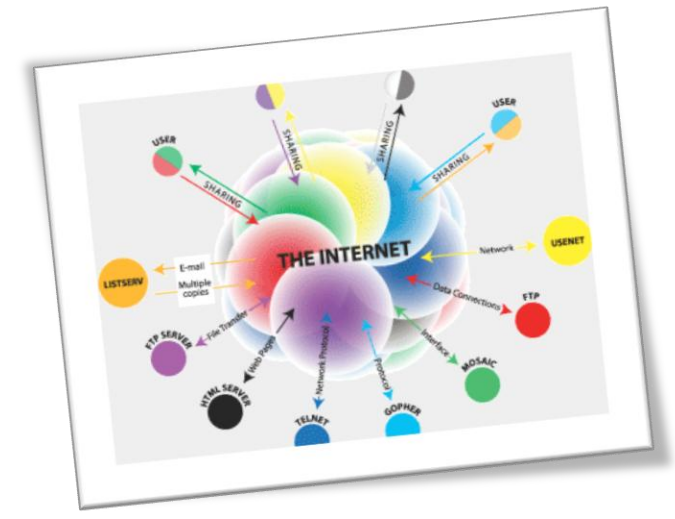 SHARING
SHARING
USER
SHARING
USER
SHARING
THE INTERNET
Network
USENET
E-mail
LISTSERV
Multiple
copies
Data Connections
FTP
File Transfer
FTP SERVER
Web Pages
HTML SERVER
Network Protocol
TELNET
Protocol
GOPHER
Interface
MOSAIC